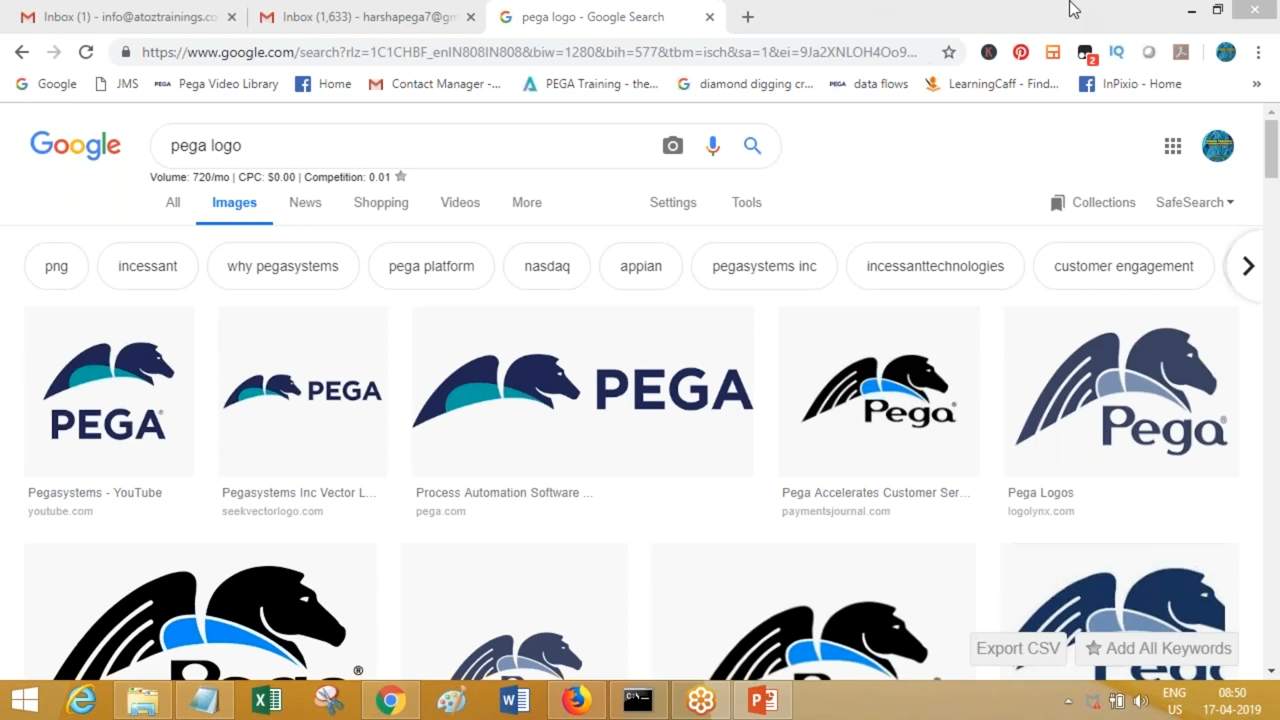 Inbox (1) - info@atoztrainings.co
Inbox (1,633) - harshapega7@gm
pega logo - Google Search
https://www.google.com/search?rlz=1C1CHBF_enIN808IN808&biw=1280&bih=577&tbm=isch&sa=1&ei=9Ja2XNLOH4Oo9...
2
IQ
Google
JMS
PEGA Pega Video Library
Home
Contact Manager -...
PEGA Training - the...
diamond digging cr...
PEGA data flows
LearningCaff - Find...
InPixio - Home
Google
pega logo
Volume: 720/mo | CPC: $0.00 | Competition: 0.01
All Images News Shopping Videos More Settings Tools Collections SafeSearch
png incessant why pegasystems pega platform nasdaq appian pegasystems inc incessanttechnologies customer engagement
PEGA
PEGA
PEGA
Pega®
Pega®
Pegasystems - YouTube
youtube.com
Pegasystems Inc Vector L...
seekvectorlogo.com
Process Automation Software ...
pega.com
Pega Accelerates Customer Ser...
paymentsjournal.com
Pega Logos
logolynx.com
®
Export CSV
Add All Keywords
ENG
US
08:50
17-04-2019